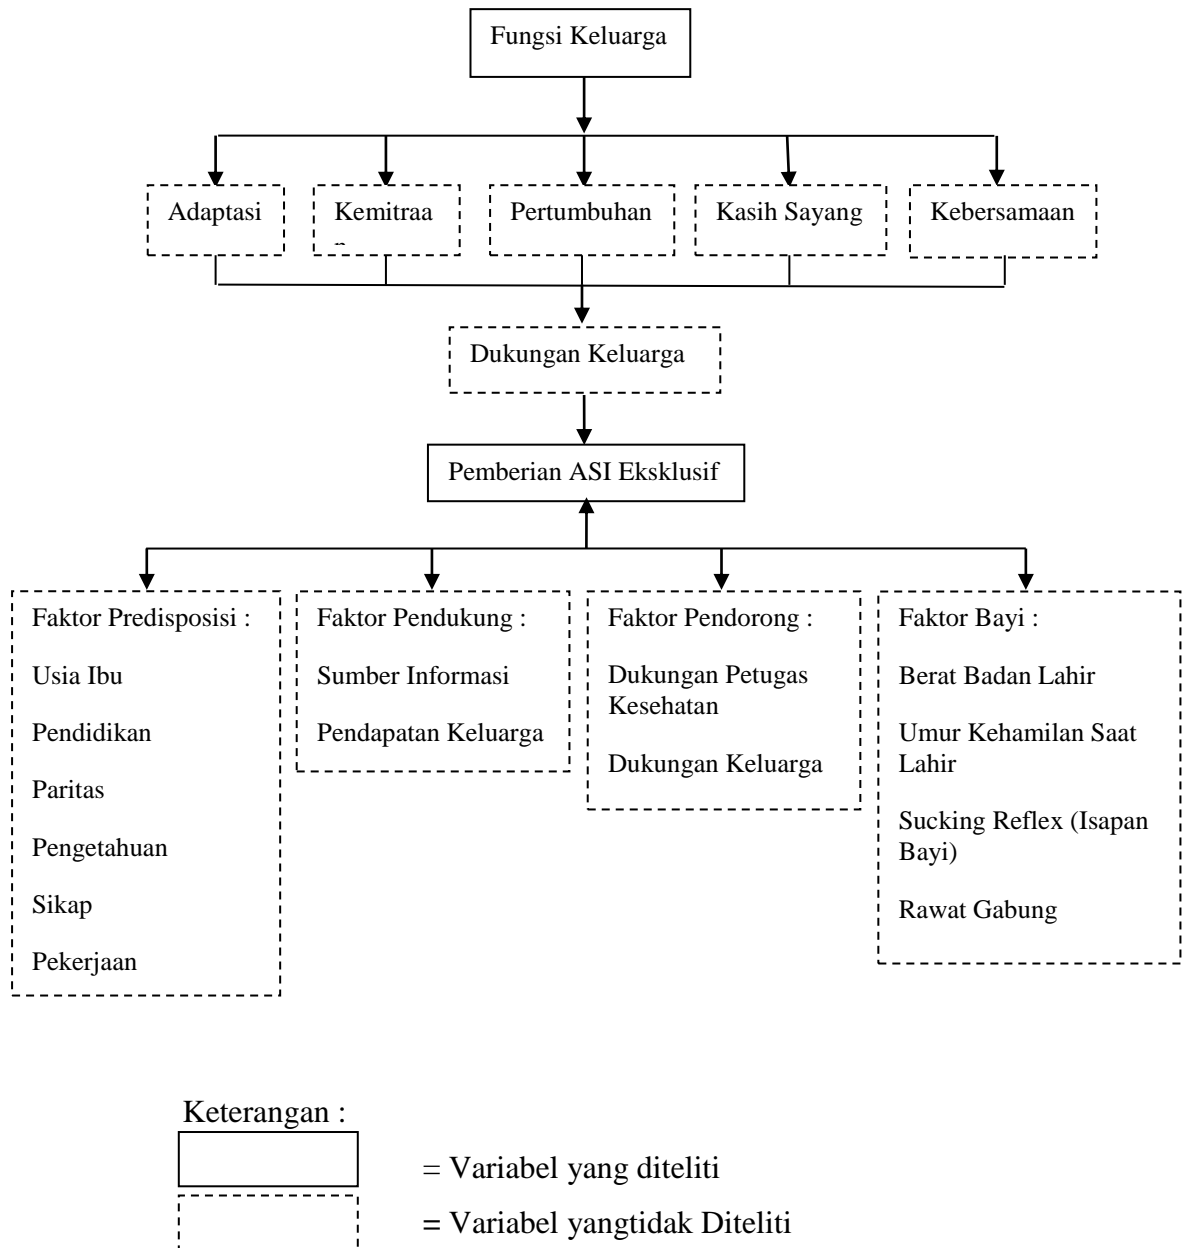 Fungsi Keluarga
Adaptasi
Kemitraa
Pertumbuhan
Kasih Sayang
Kebersamaan
Dukungan Keluarga
Pemberian ASI Eksklusif
Faktor Predisposisi :
Usia Ibu
Pendidikan
Paritas
Pengetahuan
Sikap
Pekerjaan
Faktor Pendukung :
Sumber Informasi
Pendapatan Keluarga
Faktor Pendorong :
Dukungan Petugas
Kesehatan
Dukungan Keluarga
Faktor Bayi :
Berat Badan Lahir
Umur Kehamilan Saat
Lahir
Sucking Reflex (Isapan
Bayi)
Rawat Gabung
Keterangan :
= Variabel yang diteliti
= Variabel yangtidak Diteliti